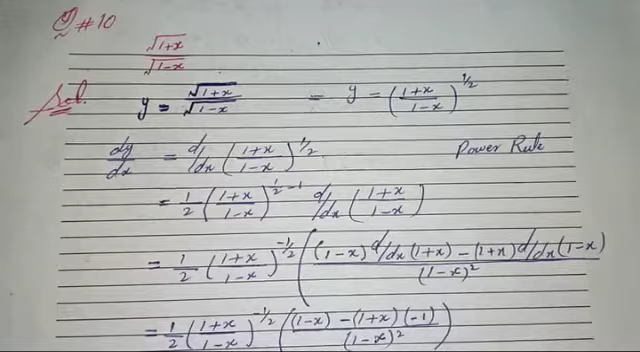 Q #10
√1+x / √1-x
Sol. y = √1+x / √1-x = y = ((1+x)/(1-x))^1/2
dy/dx = d/dx ((1+x)/(1-x))^1/2 Power Rule
= 1/2 ((1+x)/(1-x))^1/2-1 d/dx ((1+x)/(1-x))
= 1/2 ((1+x)/(1-x))^-1/2 (((1-x) d/dx (1+x) - (1+x) d/dx (1-x))/(1-x)²)
= 1/2 ((1+x)/(1-x))^-1/2 (((1-x) - (1+x)(-1))/(1-x)²)